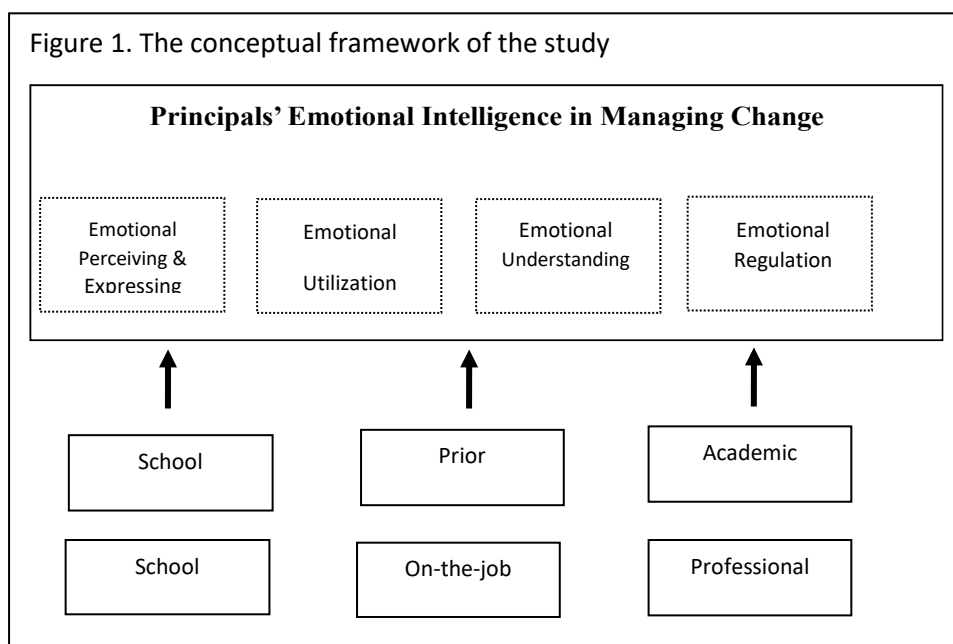 Figure 1. The conceptual framework of the study
Principals’ Emotional Intelligence in Managing Change
Emotional
Perceiving &
Expressing
Emotional
Utilization
Emotional
Understanding
Emotional
Regulation
School
Prior
Academic
School
On-the-job
Professional